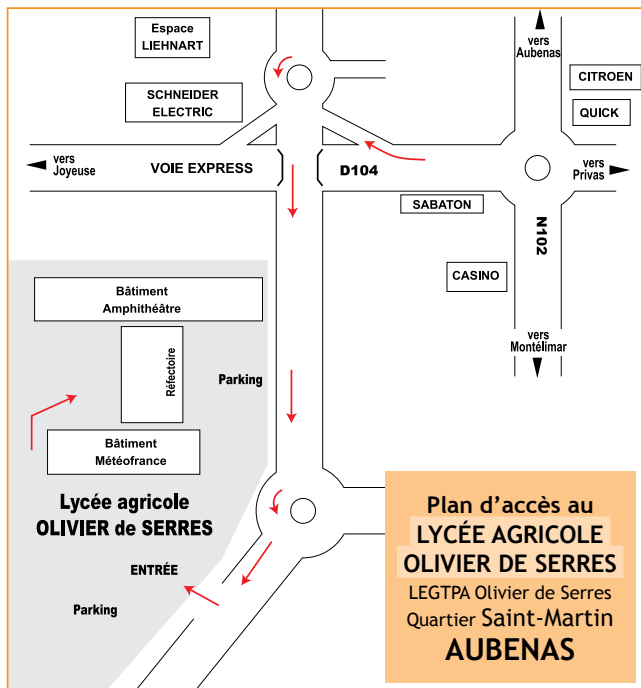 Espace
LIEHNART
SCHNEIDER
ELECTRIC
vers
Aubenas
CITROEN
QUICK
vers
Joyeuse
VOIE EXPRESS
D104
vers
Privas
SABATON
N102
CASINO
vers
Montélimar
Bâtiment
Amphithéâtre
Réfectoire
Parking
Bâtiment
Météofrance
Lycée agricole
OLIVIER de SERRES
ENTRÉE
Parking
Plan d’accès au
LYCÉE AGRICOLE
OLIVIER DE SERRES
LEGTPA Olivier de Serres
Quartier Saint-Martin
AUBENAS